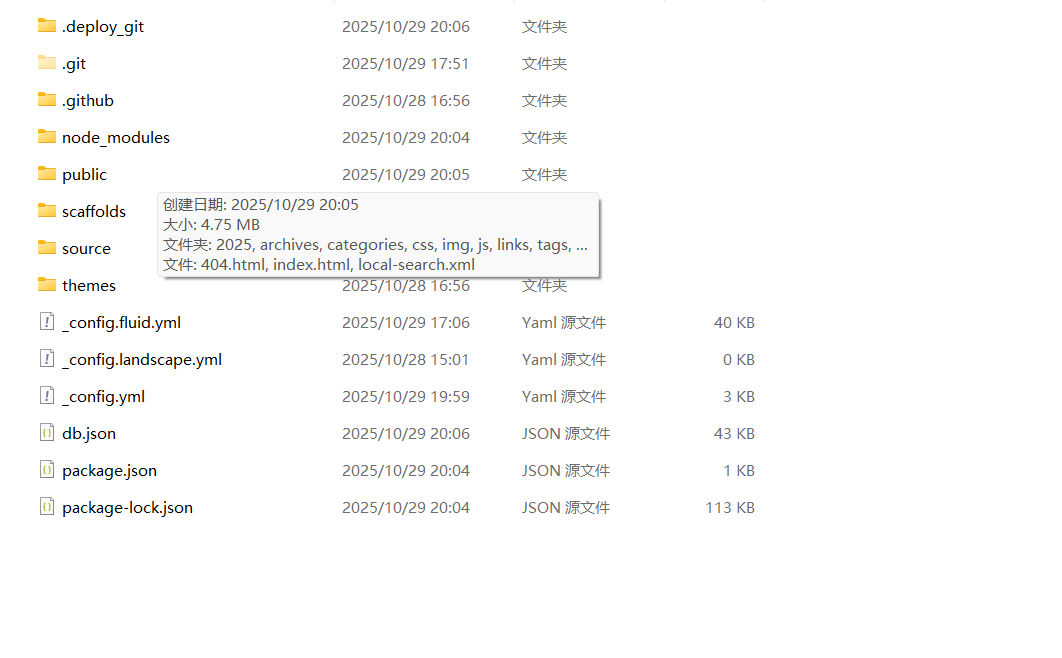 .deploy_git 2025/10/29 20:06 文件夹
.git 2025/10/29 17:51 文件夹
.github 2025/10/28 16:56 文件夹
node_modules 2025/10/29 20:04 文件夹
public 2025/10/29 20:05 文件夹
scaffolds
创建日期: 2025/10/29 20:05
大小: 4.75 MB
source
文件夹: 2025, archives, categories, css, img, js, links, tags, ...
文件: 404.html, index.html, local-search.xml
themes 2025/10/28 16:56 文件夹
_config.fluid.yml 2025/10/29 17:06 Yaml 源文件 40 KB
_config.landscape.yml 2025/10/28 15:01 Yaml 源文件 0 KB
_config.yml 2025/10/29 19:59 Yaml 源文件 3 KB
db.json 2025/10/29 20:06 JSON 源文件 43 KB
package.json 2025/10/29 20:04 JSON 源文件 1 KB
package-lock.json 2025/10/29 20:04 JSON 源文件 113 KB